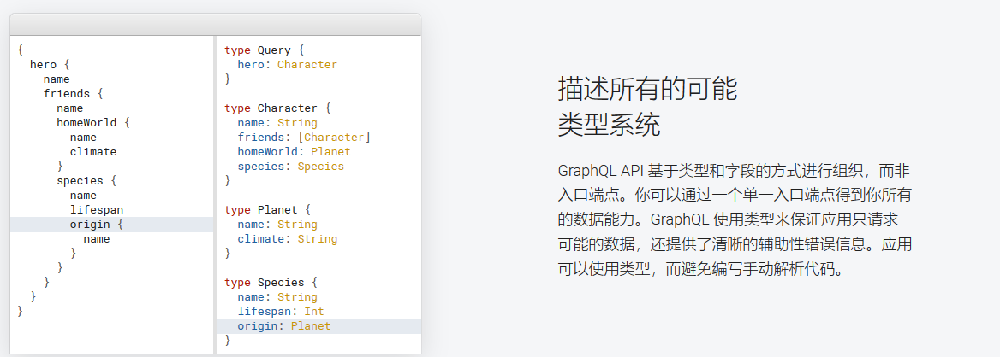 {
  hero {
    name
    friends {
      name
      homeWorld {
        name
        climate
      }
      species {
        name
        lifespan
        origin {
          name
        }
      }
    }
  }
}
type Query {
  hero: Character
}

type Character {
  name: String
  friends: [Character]
  homeWorld: Planet
  species: Species
}

type Planet {
  name: String
  climate: String
}

type Species {
  name: String
  lifespan: Int
  origin: Planet
}
描述所有的可能
类型系统
GraphQL API 基于类型和字段的方式进行组织，而非
入口端点。你可以通过一个单一入口端点得到你所有
的数据能力。GraphQL 使用类型来保证应用只请求
可能的数据，还提供了清晰的辅助性错误信息。应用
可以使用类型，而避免编写手动解析代码。